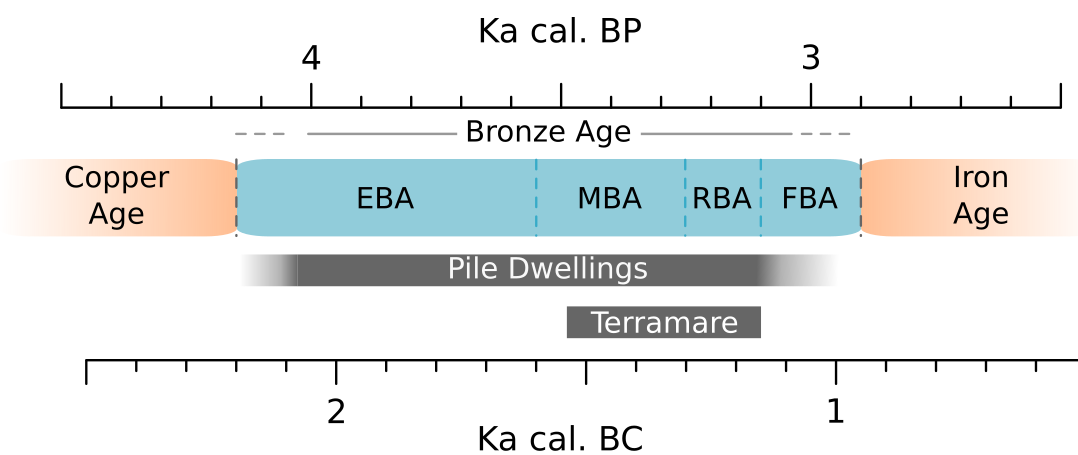 Ka cal. BP
4 3
Bronze Age
Copper
Age
EBA
MBA
RBA
FBA
Iron
Age
Pile Dwellings
Terramare
2 1
Ka cal. BC